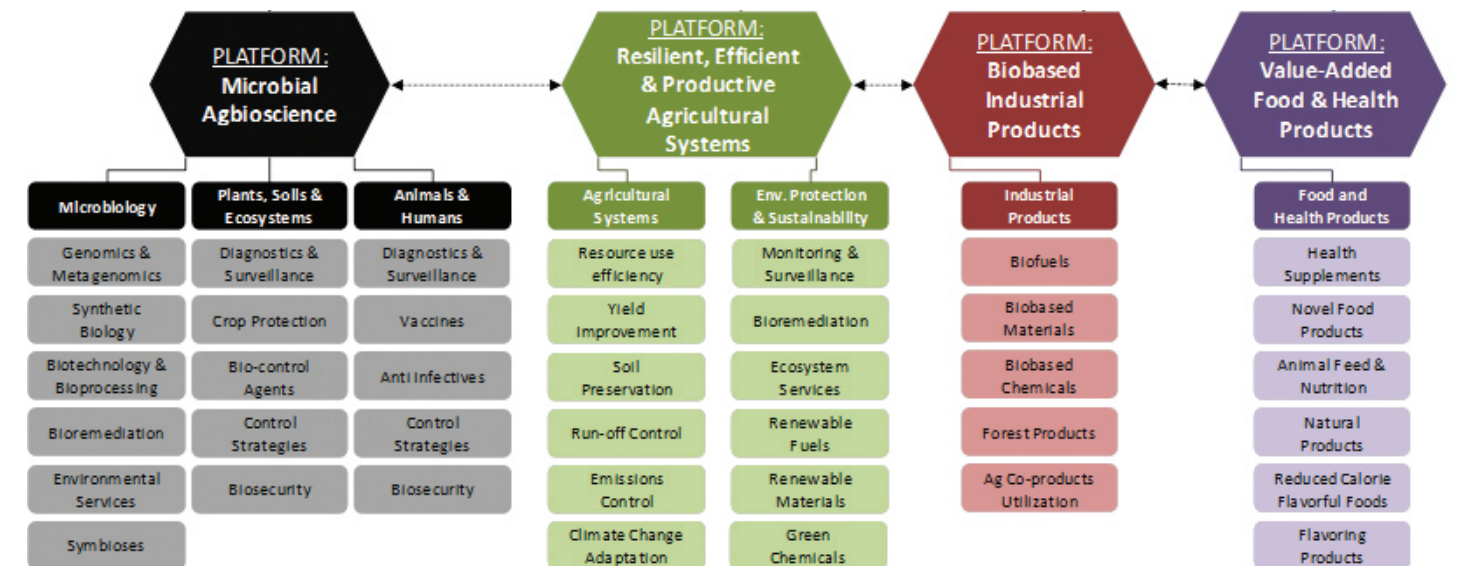 PLATFORM:
Microbial
Agbioscience
PLATFORM:
Resilient, Efficient
& Productive
Agricultural
Systems
PLATFORM:
Biobased
Industrial
Products
PLATFORM:
Value-Added
Food & Health
Products
Microbiology
Genomics &
Metagenomics
Synthetic
Biology
Biotechnology &
Bioprocessing
Bioremediation
Environmental
Services
Symbioses
Plants, Soils &
Ecosystems
Diagnostics &
Surveillance
Crop Protection
Bio-control
Agents
Control
Strategies
Biosecurity
Animals &
Humans
Diagnostics &
Surveillance
Vaccines
Anti Infectives
Control
Strategies
Biosecurity
Agricultural
Systems
Resource use
efficiency
Yield
Improvement
Soil
Preservation
Run-off Control
Emissions
Control
Climate Change
Adaptation
Env. Protection
& Sustainability
Monitoring &
Surveillance
Bioremediation
Ecosystem
Services
Renewable
Fuels
Renewable
Materials
Green
Chemicals
Industrial
Products
Biofuels
Biobased
Materials
Biobased
Chemicals
Forest Products
Ag Co-products
Utilization
Food and
Health Products
Health
Supplements
Novel Food
Products
Animal Feed &
Nutrition
Natural
Products
Reduced Calorie
Flavorful Foods
Flavoring
Products